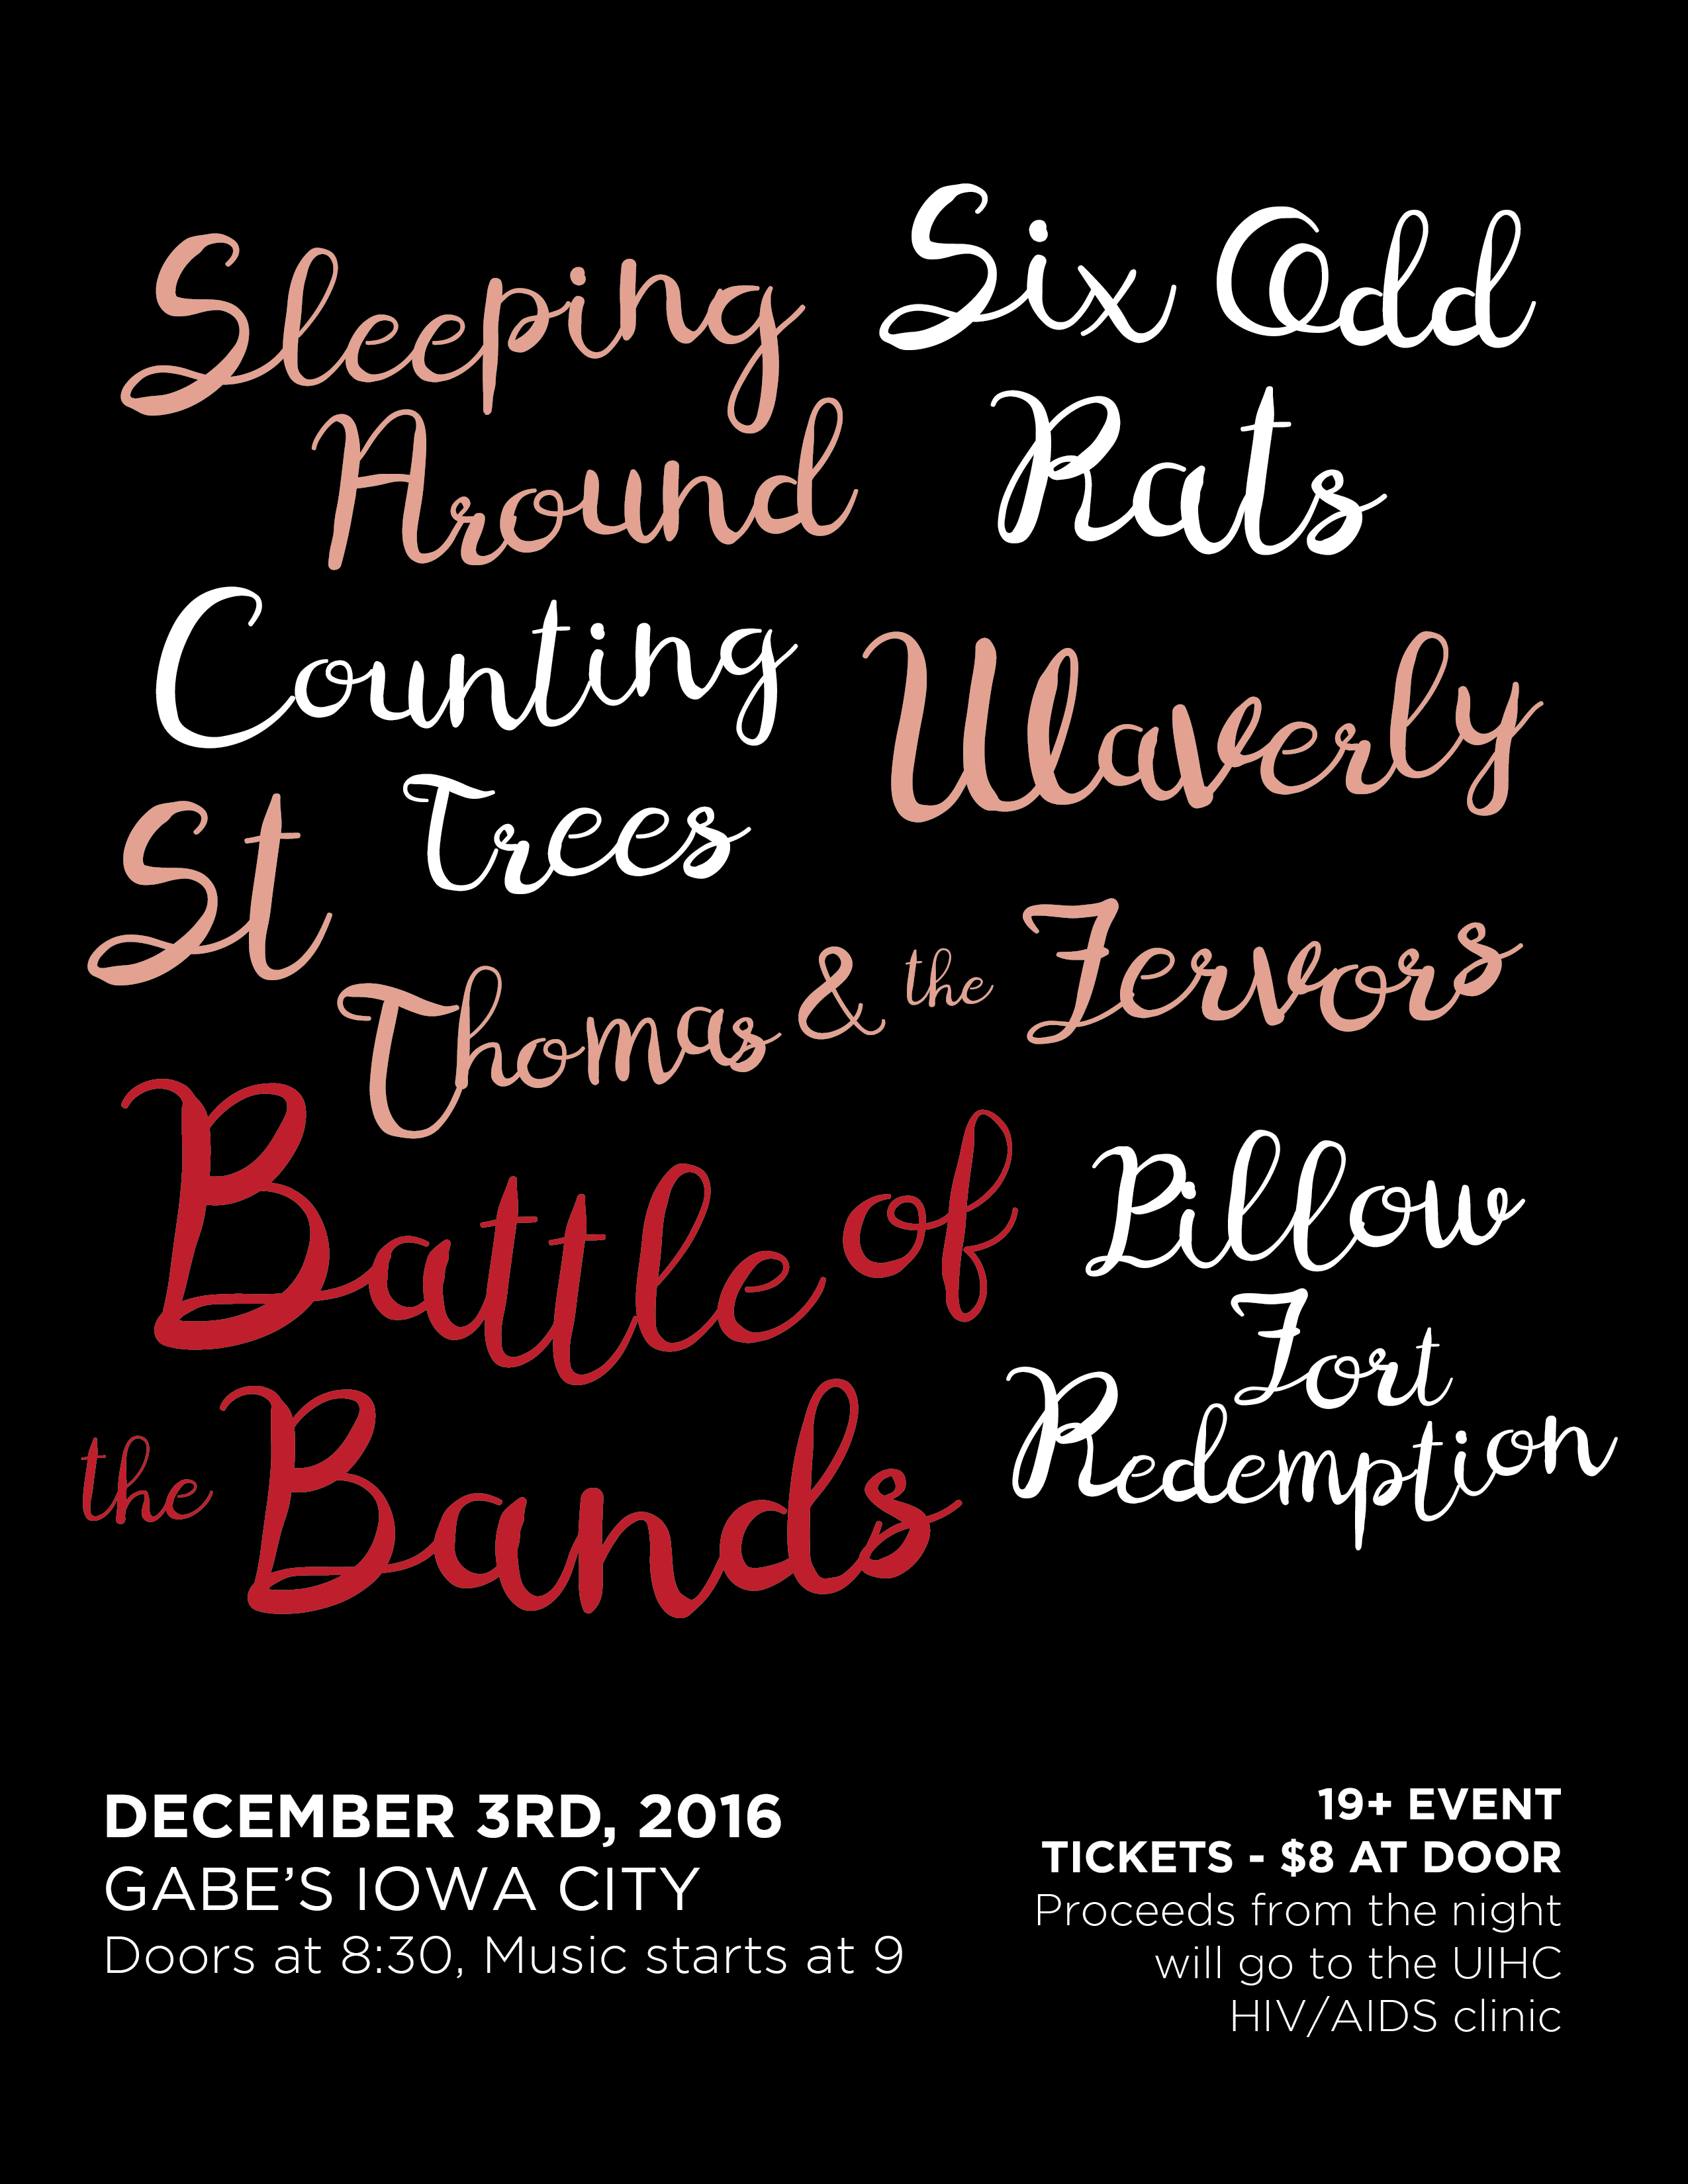 Sleeping
Around
Six Odd
Rats
Counting
Trees
Waverly
St
Thomas & the Fervors
Battle of
the Bands
Pillow
Fort
Redemption
DECEMBER 3RD, 2016
GABE'S IOWA CITY
Doors at 8:30, Music starts at 9
19+ EVENT
TICKETS - $8 AT DOOR
Proceeds from the night
will go to the UIHC
HIV/AIDS clinic